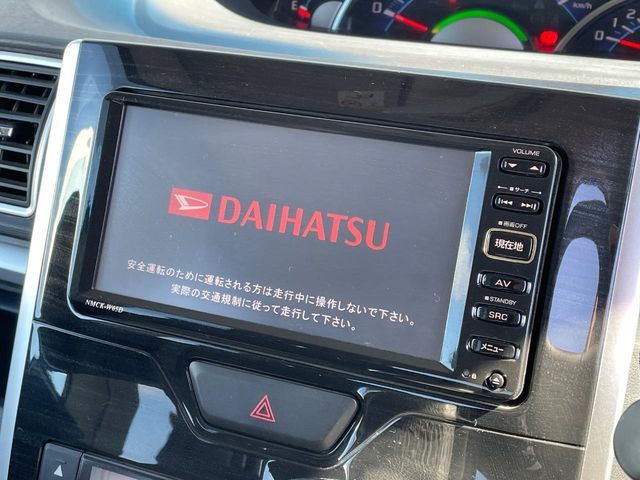 E
km/h
VOLUME
サーチ
画面OFF
現在地
AV
STANDBY
SRC
メニュー
DAIHATSU
安全運転のために運転される方は走行中に操作しないで下さい。
実際の交通規制に従って走行して下さい。
NMCK-W65D